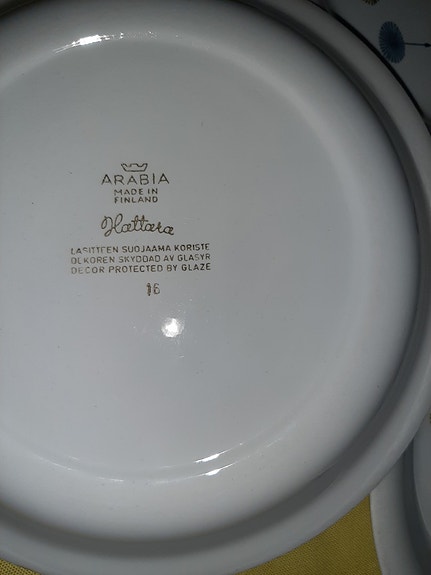 ARABIA
MADE IN
FINLAND
Hattara
LASITTEEN SUOJAAMA KORISTE
DEKOREN SKYDDAD AV GLASYR
DECOR PROTECTED BY GLAZE
16